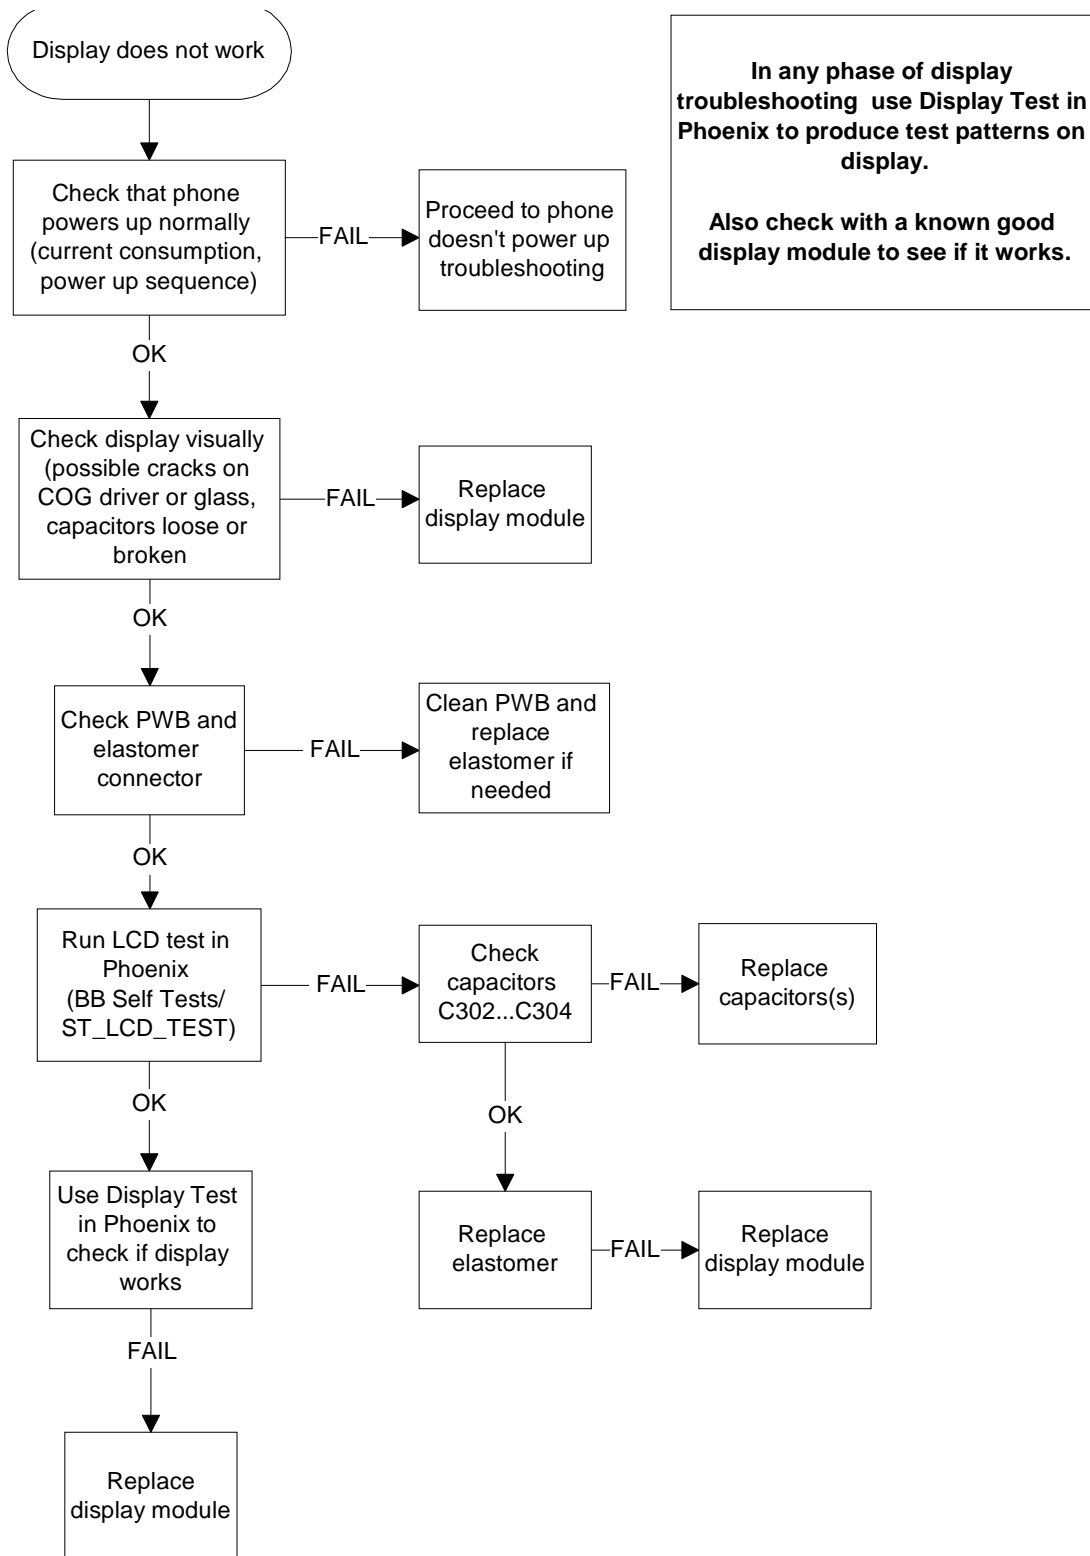 Display does not work
In any phase of display
troubleshooting use Display Test in
Phoenix to produce test patterns on
display.
Also check with a known good
display module to see if it works.
Check that phone
powers up normally
(current consumption,
power up sequence)
FAIL
Proceed to phone
doesn't power up
troubleshooting
OK
Check display visually
(possible cracks on
COG driver or glass,
capacitors loose or
broken
FAIL
Replace
display module
OK
Check PWB and
elastomer
connector
FAIL
Clean PWB and
replace
elastomer if
needed
OK
Run LCD test in
Phoenix
(BB Self Tests/
ST_LCD_TEST)
FAIL
Check
capacitors
C302...C304
FAIL
Replace
capacitors(s)
OK
OK
Use Display Test
in Phoenix to
check if display
works
Replace
elastomer
FAIL
Replace
display module
FAIL
Replace
display module